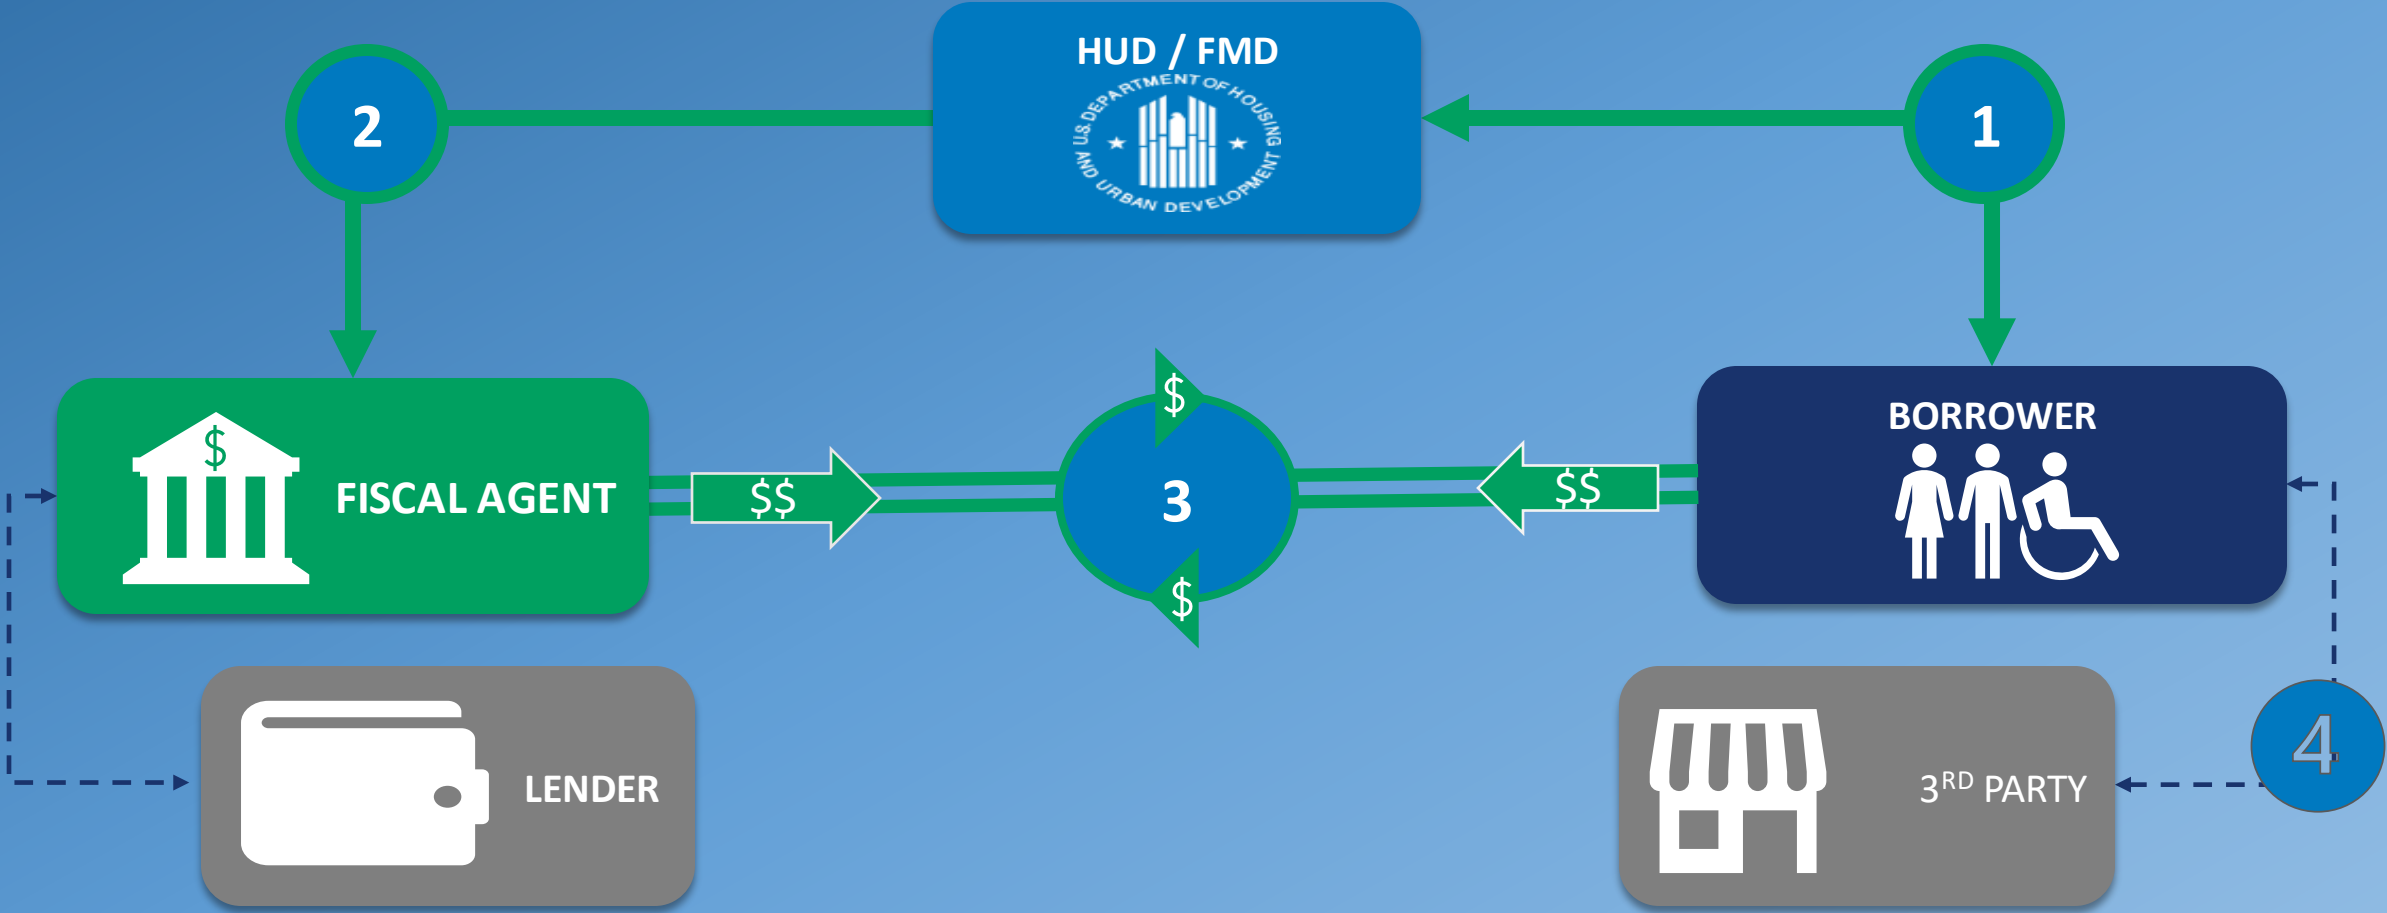 HUD / FMD
U.S. DEPARTMENT OF HOUSING
AND URBAN DEVELOPMENT
2
1
$
BORROWER
$
FISCAL AGENT
$$
3
$$
$
LENDER
3RD PARTY
4